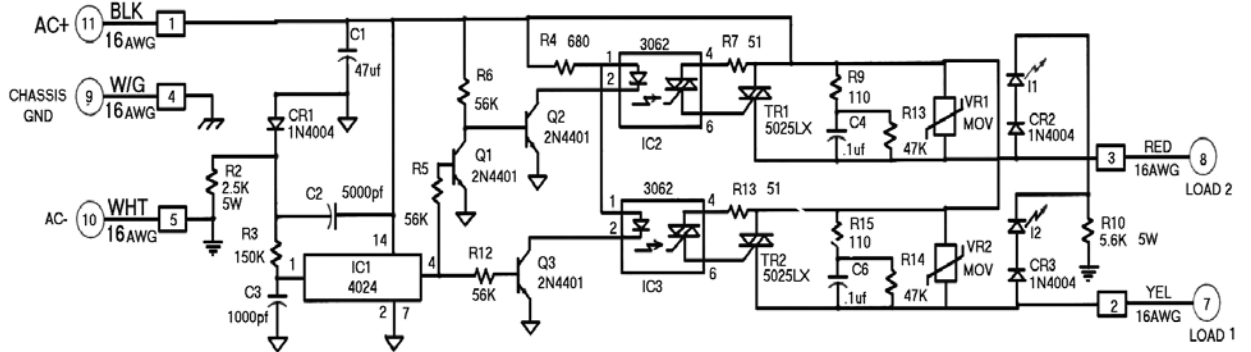 AC+ 11 BLK 16AWG 1
CHASSIS GND 9 W/G 16AWG 4
AC- 10 WHT 16AWG 5
C1
47uf
CR1
1N4004
R2
2.5K
5W
C2 5000pf
R3
150K
C3
1000pf
1
14
IC1
4024
4
2 7
R6
56K
R5
56K
Q1
2N4401
Q2
2N4401
R12
56K
Q3
2N4401
R4 680
3062
1
2
4
6
IC2
R7 51
TR1
5025LX
R9
110
C4
.1uf
R13
47K
VR1
MOV
I1
CR2
1N4004
3 RED 16AWG 8
LOAD 2
3062
1
2
4
6
IC3
R13 51
TR2
5025LX
R15
110
C6
.1uf
R14
47K
VR2
MOV
I2
CR3
1N4004
R10
5.6K 5W
2 YEL 16AWG 7
LOAD 1